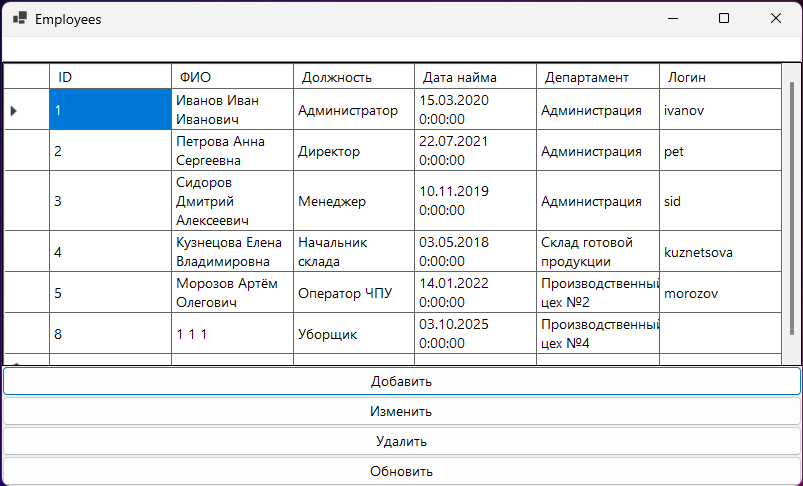 Employees
ID ФИО Должность Дата найма Департамент Логин
1 Иванов Иван Иванович Администратор 15.03.2020 0:00:00 Администрация ivanov
2 Петрова Анна Сергеевна Директор 22.07.2021 0:00:00 Администрация pet
3 Сидоров Дмитрий Алексеевич Менеджер 10.11.2019 0:00:00 Администрация sid
4 Кузнецова Елена Владимировна Начальник склада 03.05.2018 0:00:00 Склад готовой продукции kuznetsova
5 Морозов Артём Олегович Оператор ЧПУ 14.01.2022 0:00:00 Производственный цех №2 morozov
8 1 1 1 Уборщик 03.10.2025 0:00:00 Производственный цех №4
Добавить
Изменить
Удалить
Обновить